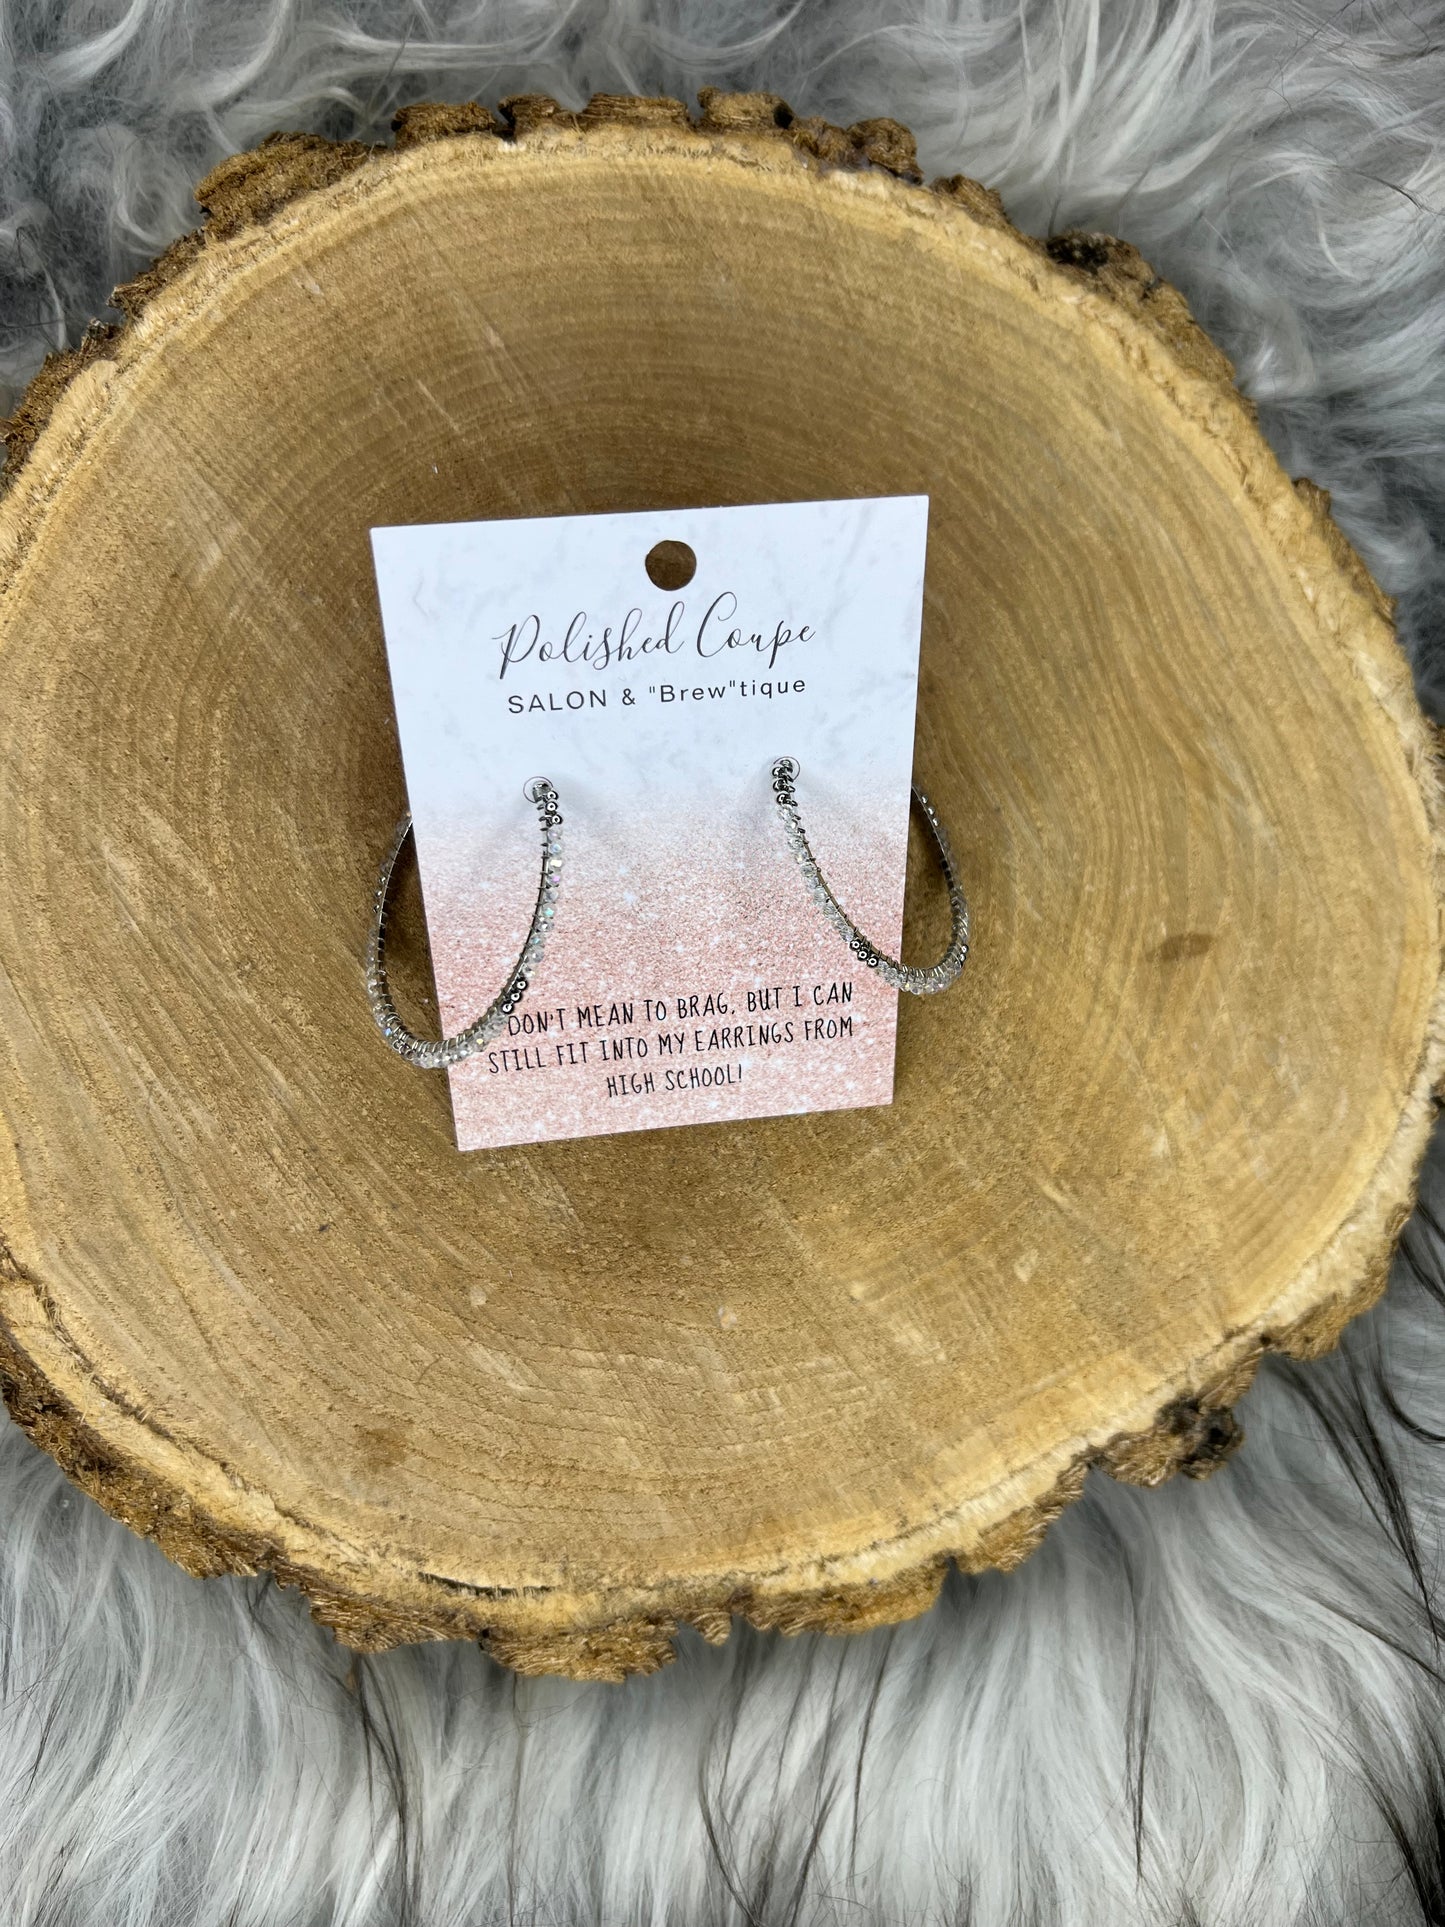 Polished Coupe
SALON & "Brew"tique
DON'T MEAN TO BRAG, BUT I CAN
STILL FIT INTO MY EARRINGS FROM
HIGH SCHOOL!